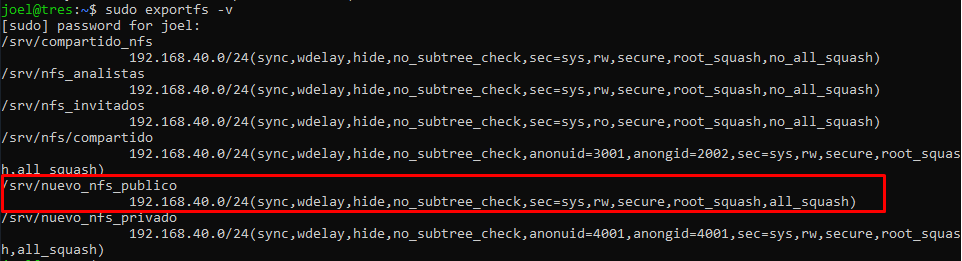 joel@tres:~$ sudo exportfs -v
[sudo] password for joel:
/srv/compartido_nfs
192.168.40.0/24(sync,wdelay,hide,no_subtree_check,sec=sys,rw,secure,root_squash,no_all_squash)
/srv/nfs_analistas
192.168.40.0/24(sync,wdelay,hide,no_subtree_check,sec=sys,rw,secure,root_squash,no_all_squash)
/srv/nfs_invitados
192.168.40.0/24(sync,wdelay,hide,no_subtree_check,sec=sys,ro,secure,root_squash,no_all_squash)
/srv/nfs/compartido
192.168.40.0/24(sync,wdelay,hide,no_subtree_check,anonuid=3001,anongid=2002,sec=sys,rw,secure,root_squas
h,all_squash)
/srv/nuevo_nfs_publico
192.168.40.0/24(sync,wdelay,hide,no_subtree_check,sec=sys,rw,secure,root_squash,all_squash)
/srv/nuevo_nfs_privado
192.168.40.0/24(sync,wdelay,hide,no_subtree_check,anonuid=4001,anongid=4001,sec=sys,rw,secure,root_squas
h,all_squash)